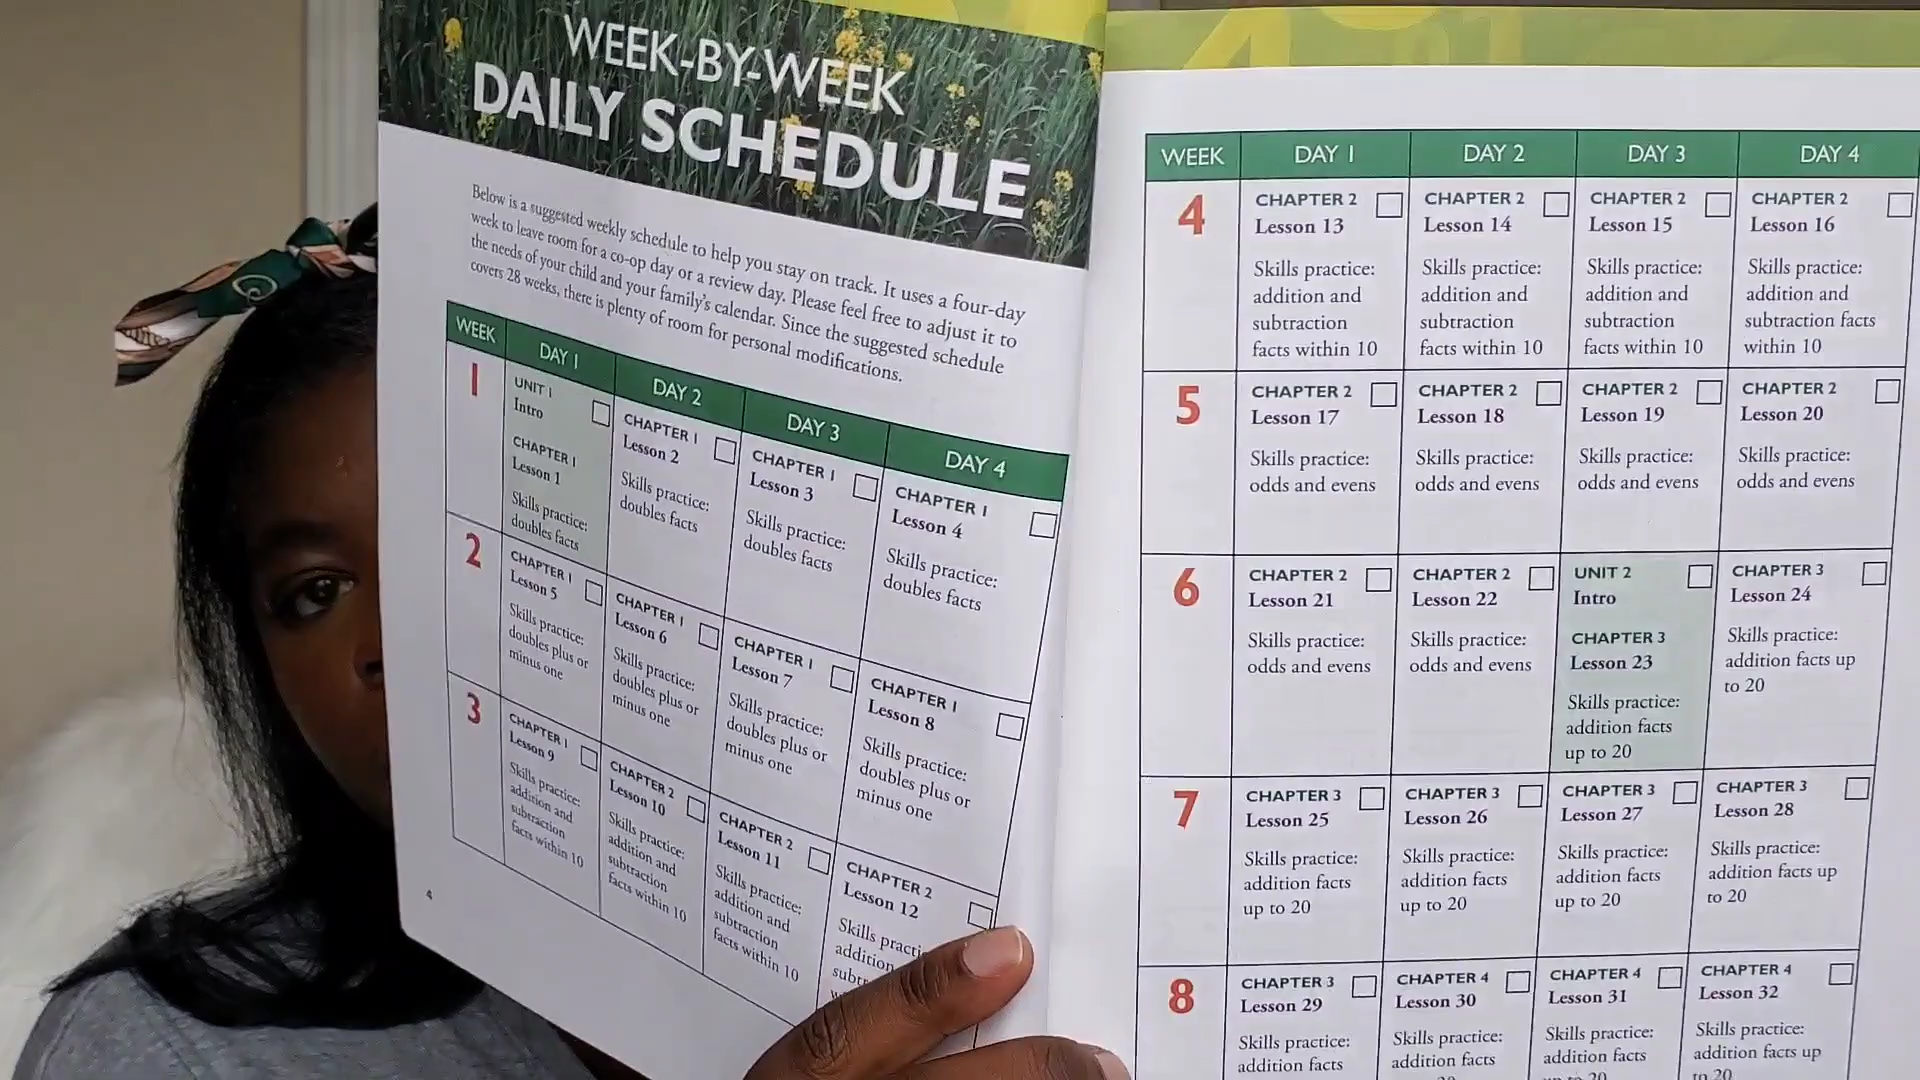 WEEK-BY-WEEK
DAILY SCHEDULE
Below is a suggested weekly schedule to help you stay on track. It uses a four-day
week to leave room for a co-op day or a review day. Please feel free to adjust it to
the needs of your child and your family's calendar. Since the suggested schedule
covers 28 weeks, there is plenty of room for personal modifications.
WEEK
DAY 1
DAY 2
DAY 3
DAY 4
1
UNIT 1
Intro
CHAPTER 1
Lesson 1
Skills practice:
doubles facts
CHAPTER 1
Lesson 2
Skills practice:
doubles facts
CHAPTER 1
Lesson 3
Skills practice:
doubles facts
CHAPTER 1
Lesson 4
Skills practice:
doubles facts
2
CHAPTER 1
Lesson 5
Skills practice:
doubles plus or
minus one
CHAPTER 1
Lesson 6
Skills practice:
doubles plus or
minus one
CHAPTER 1
Lesson 7
Skills practice:
doubles plus or
minus one
CHAPTER 1
Lesson 8
Skills practice:
doubles plus or
minus one
3
CHAPTER 1
Lesson 9
Skills practice:
addition and
subtraction
facts within 10
CHAPTER 2
Lesson 10
Skills practice:
addition and
subtraction
facts within 10
CHAPTER 2
Lesson 11
Skills practice:
addition and
subtraction
facts within 10
CHAPTER 2
Lesson 12
Skills
addition
4
WEEK
DAY 1
DAY 2
DAY 3
DAY 4
4
CHAPTER 2
Lesson 13
Skills practice:
addition and
subtraction
facts within 10
CHAPTER 2
Lesson 14
Skills practice:
addition and
subtraction
facts within 10
CHAPTER 2
Lesson 15
Skills practice:
addition and
subtraction
facts within 10
CHAPTER 2
Lesson 16
Skills practice:
addition and
subtraction facts
within 10
5
CHAPTER 2
Lesson 17
Skills practice:
odds and evens
CHAPTER 2
Lesson 18
Skills practice:
odds and evens
CHAPTER 2
Lesson 19
Skills practice:
odds and evens
CHAPTER 2
Lesson 20
Skills practice:
odds and evens
6
CHAPTER 2
Lesson 21
Skills practice:
odds and evens
CHAPTER 2
Lesson 22
Skills practice:
odds and evens
UNIT 2
Intro
CHAPTER 3
Lesson 23
Skills practice:
addition facts
up to 20
CHAPTER 3
Lesson 24
Skills practice:
addition facts up
to 20
7
CHAPTER 3
Lesson 25
Skills practice:
addition facts
up to 20
CHAPTER 3
Lesson 26
Skills practice:
addition facts
up to 20
CHAPTER 3
Lesson 27
Skills practice:
addition facts
up to 20
CHAPTER 3
Lesson 28
Skills practice:
addition facts up
to 20
8
CHAPTER 3
Lesson 29
Skills practice:
addition facts
CHAPTER 4
Lesson 30
Skills practice:
addition facts
CHAPTER 4
Lesson 31
Skills practice:
addition facts
CHAPTER 4
Lesson 32
Skills practice:
addition facts up
to 20